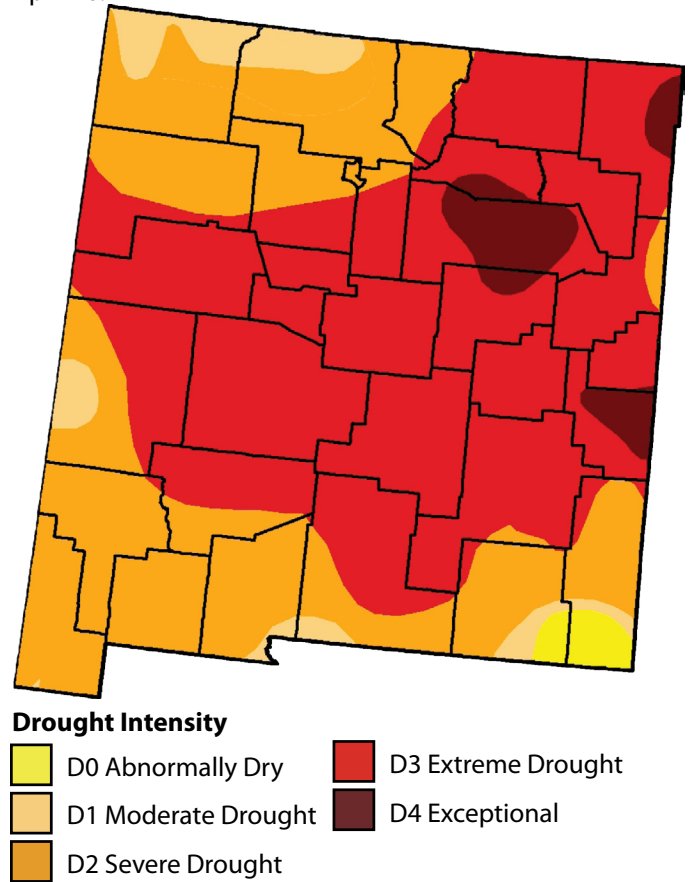 Drought Intensity
D0 Abnormally Dry
D1 Moderate Drought
D2 Severe Drought
D3 Extreme Drought
D4 Exceptional